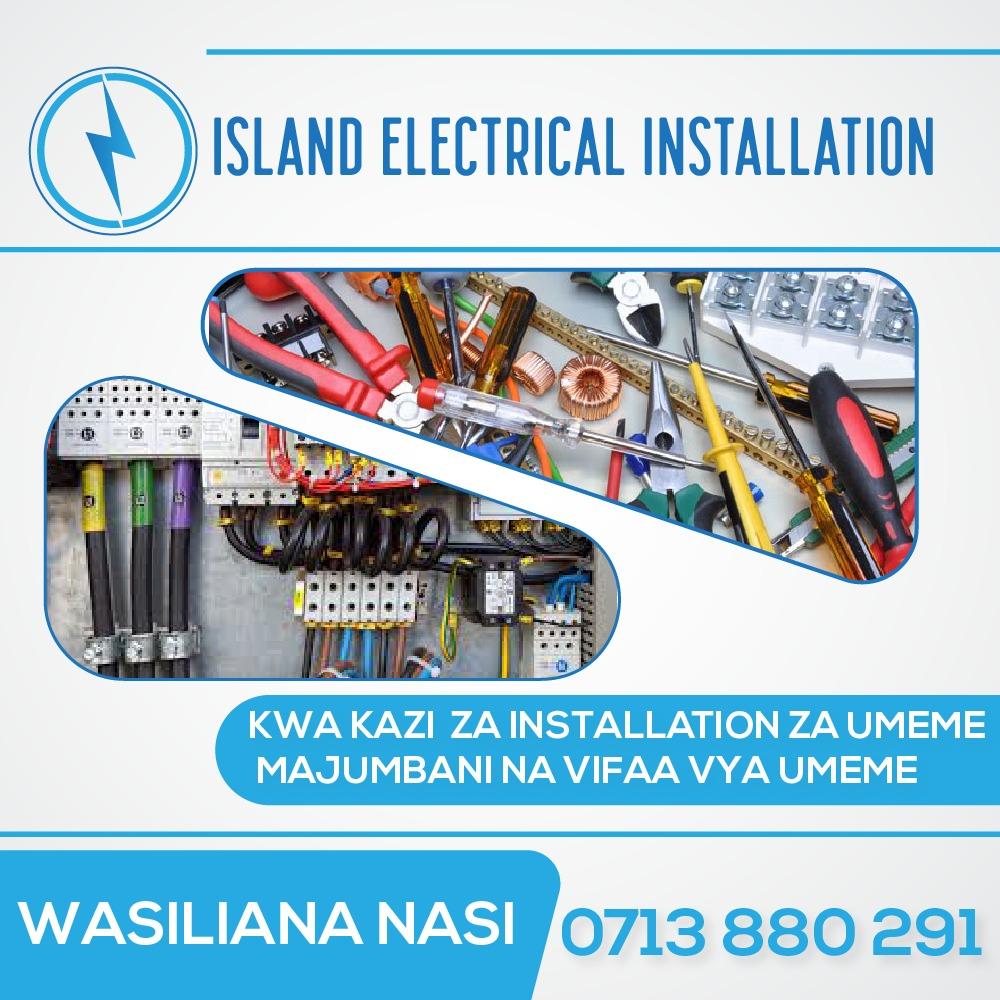 ISLAND ELECTRICAL INSTALLATION
KWA KAZI ZA INSTALLATION ZA UMEME
MAJUMBANI NA VIFAA VYA UMEME
WASILIANA NASI
0713 880 291